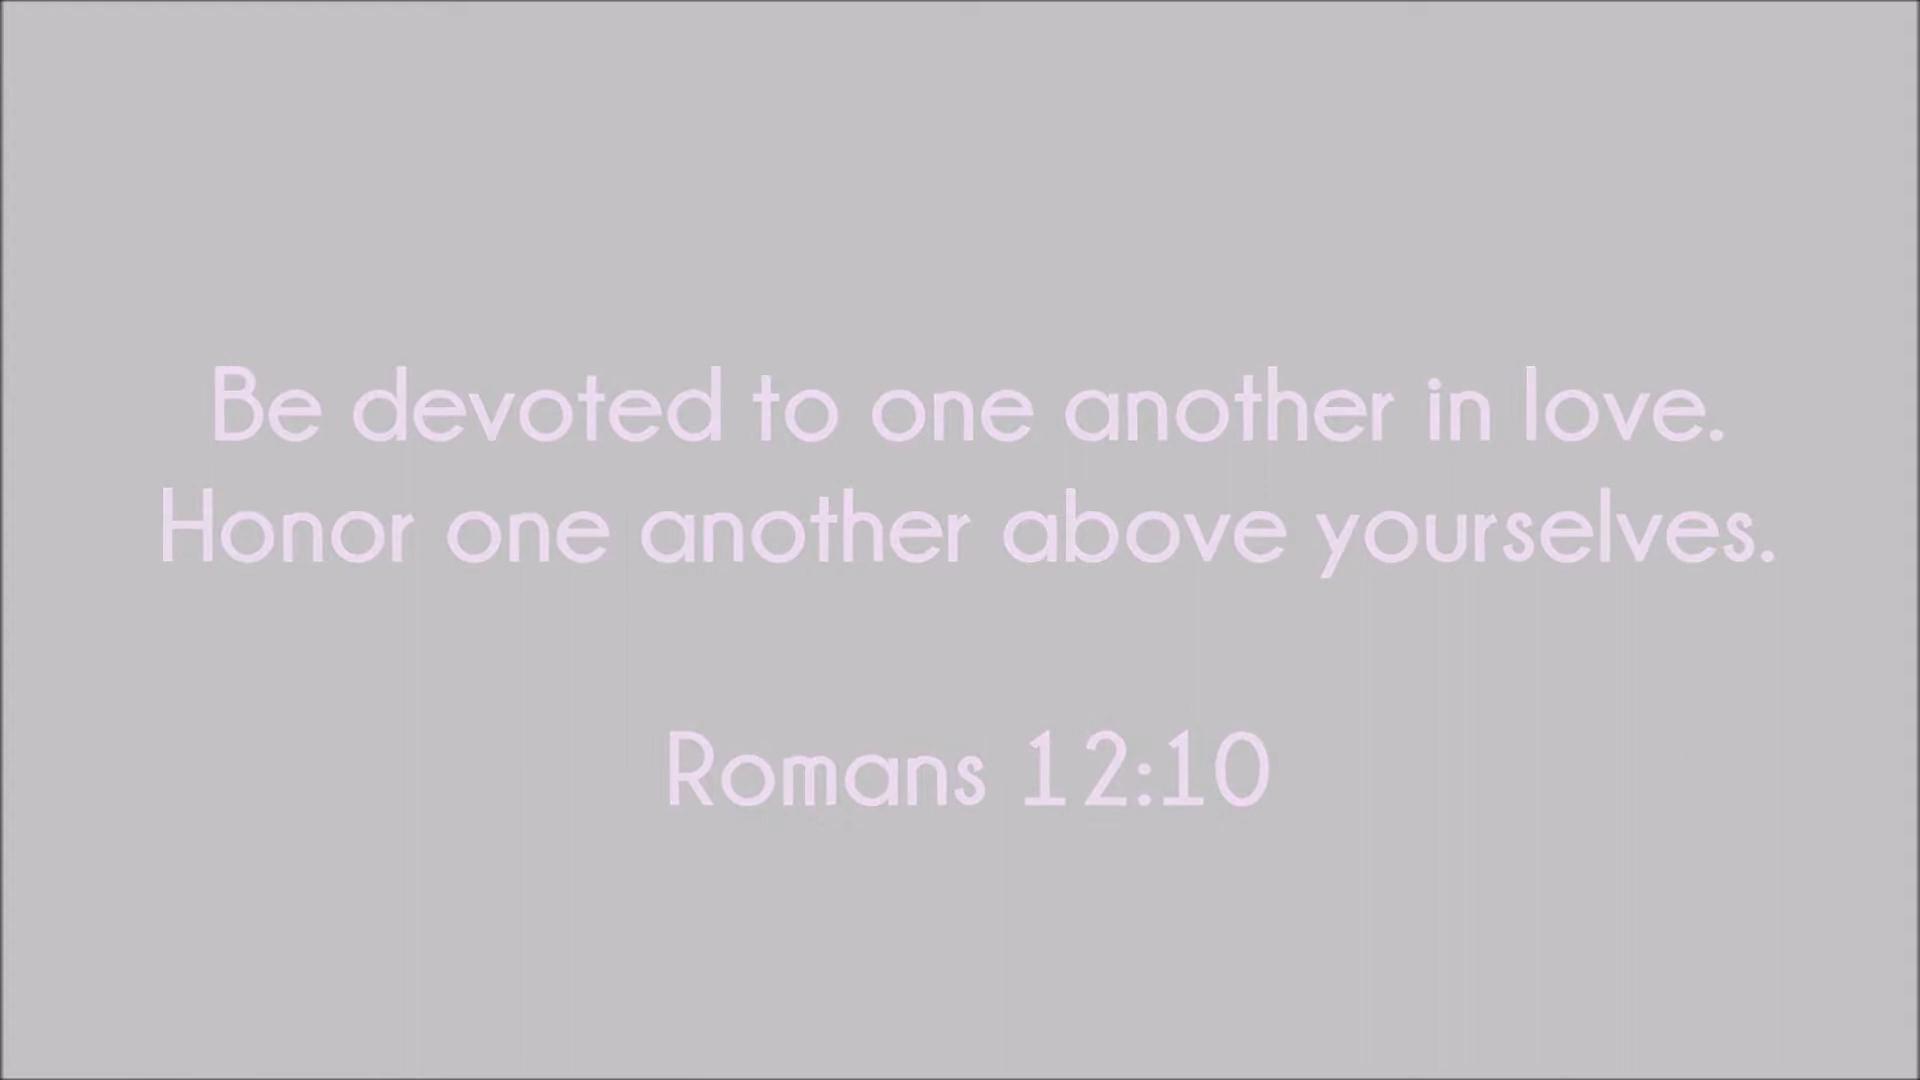 Be devoted to one another in love.
Honor one another above yourselves.
Romans 12:10